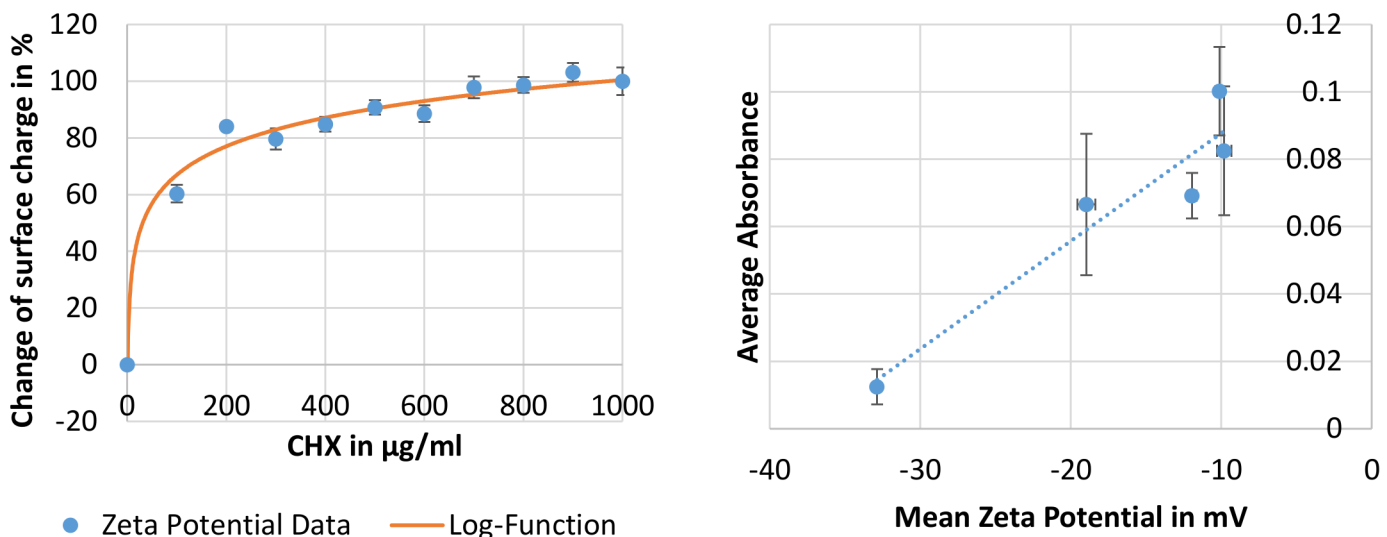 Change of surface charge in %
120
100
80
60
40
20
0
-20
0 200 400 600 800 1000
CHX in µg/ml
Zeta Potential Data Log-Function
Average Absorbance
0.12
0.1
0.08
0.06
0.04
0.02
0
-40 -30 -20 -10 0
Mean Zeta Potential in mV